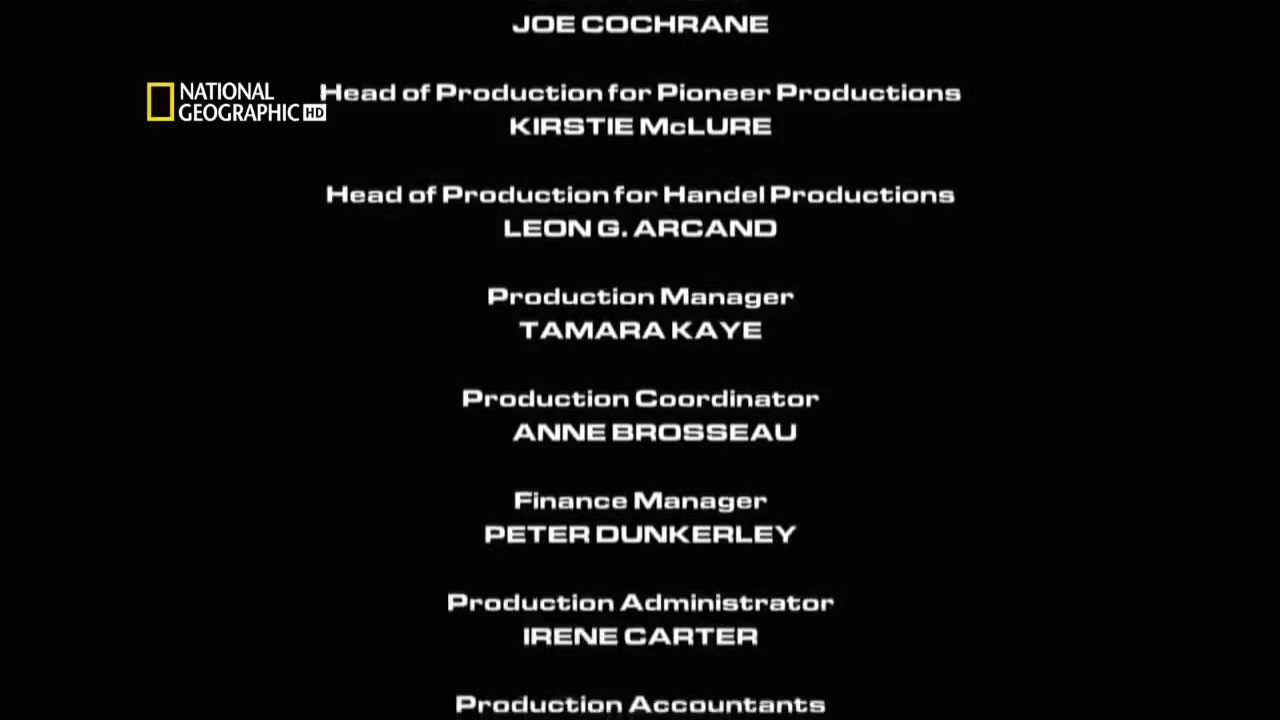 JOE COCHRANE
NATIONAL
GEOGRAPHIC HD
Head of Production for Pioneer Productions
KIRSTIE McLURE
Head of Production for Handel Productions
LEON G. ARCAND
Production Manager
TAMARA KAYE
Production Coordinator
ANNE BROSSEAU
Finance Manager
PETER DUNKERLEY
Production Administrator
IRENE CARTER
Production Accountants